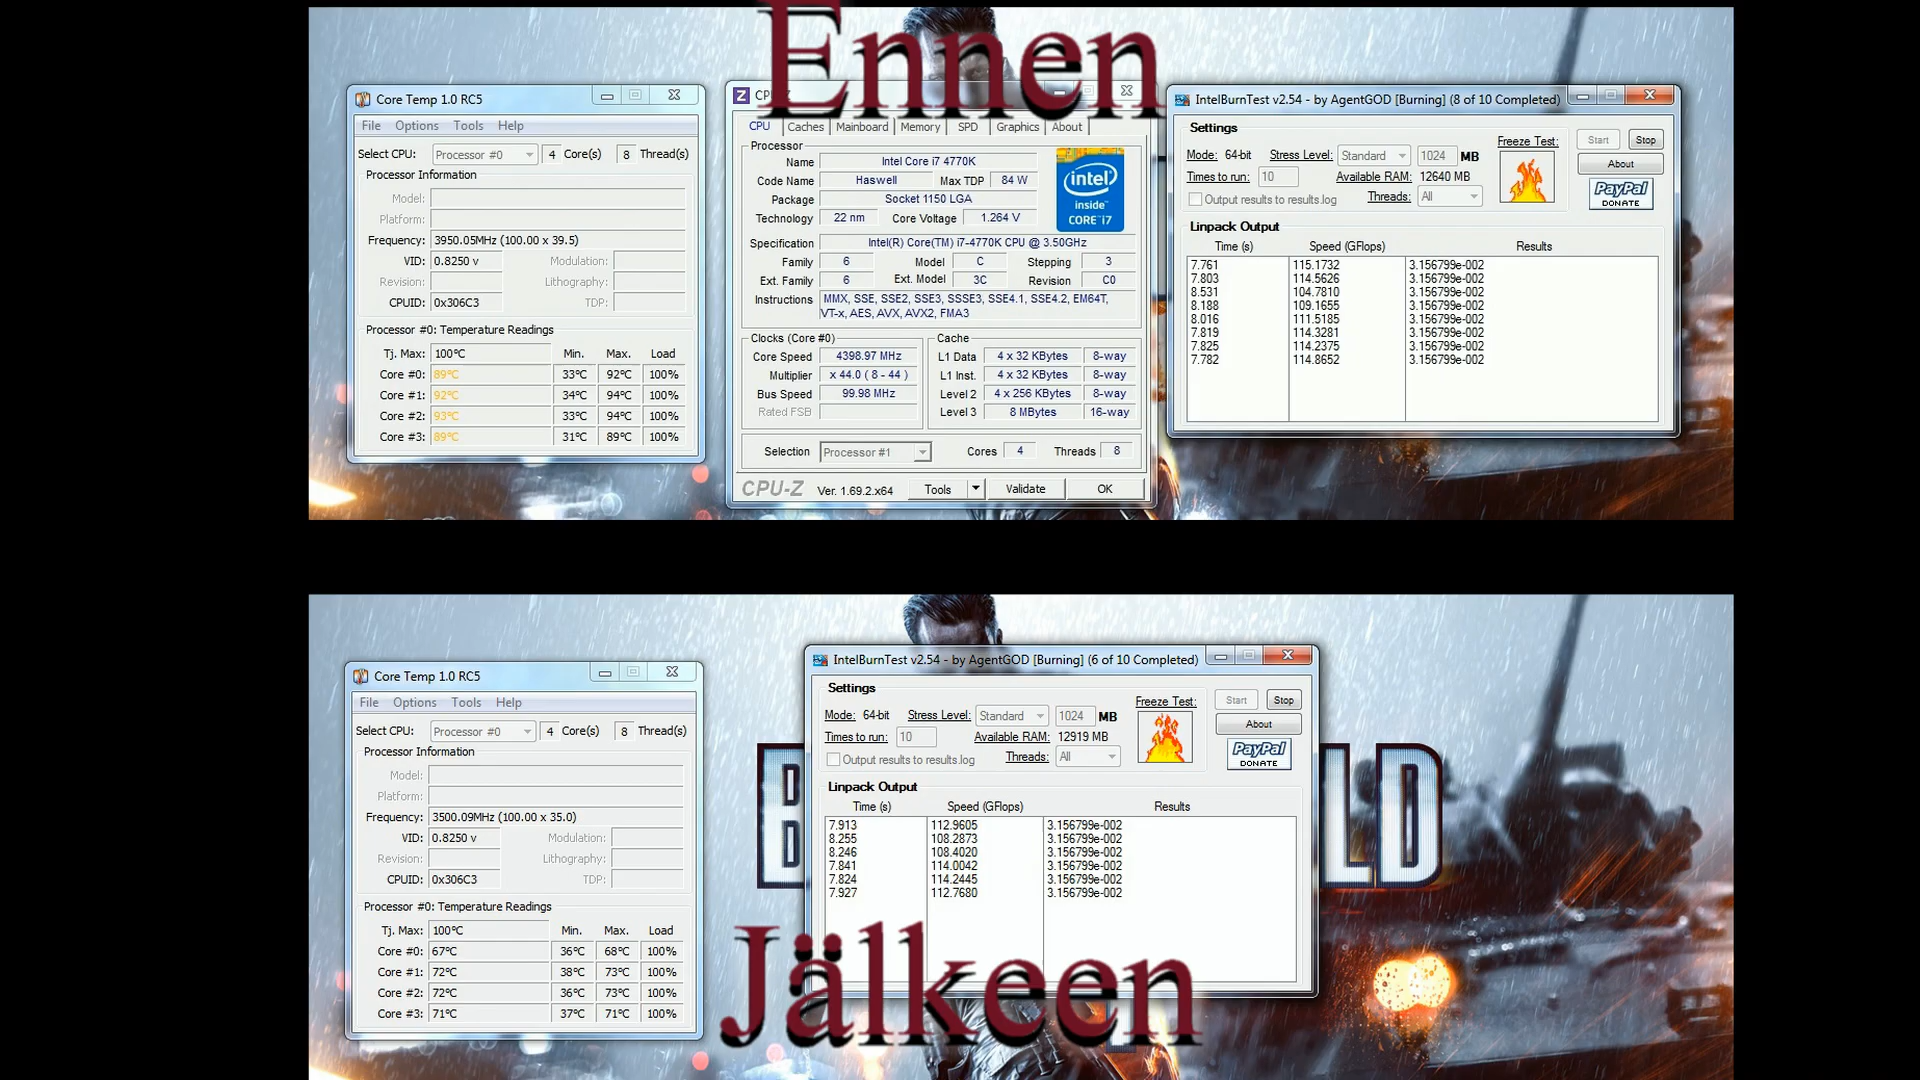 Ennen
Core Temp 1.0 RC5
File Options Tools Help
Select CPU: Processor #0 4 Core(s) 8 Thread(s)
Processor Information
Model:
Platform:
Frequency: 3950.05MHz (100.00 x 39.5)
VID: 0.8250 v Modulation:
Revision: Lithography:
CPUID: 0x306C3 TDP:
Processor #0: Temperature Readings
Tj. Max: 100°C Min. Max. Load
Core #0: 89°C 33°C 92°C 100%
Core #1: 92°C 34°C 94°C 100%
Core #2: 93°C 33°C 94°C 100%
Core #3: 89°C 31°C 89°C 100%
CPU Caches Mainboard Memory SPD Graphics About
Processor
Name Intel Core i7 4770K
Code Name Haswell Max TDP 84 W
Package Socket 1150 LGA
Technology 22 nm Core Voltage 1.264 V
intel
inside
CORE i7
Specification Intel(R) Core(TM) i7-4770K CPU @ 3.50GHz
Family 6 Model C Stepping 3
Ext. Family 6 Ext. Model 3C Revision C0
Instructions MMX, SSE, SSE2, SSE3, SSSE3, SSE4.1, SSE4.2, EM64T,
VT-x, AES, AVX, AVX2, FMA3
Clocks (Core #0)
Core Speed 4398.97 MHz
Multiplier x 44.0 ( 8 - 44 )
Bus Speed 99.98 MHz
Rated FSB
Cache
L1 Data 4 x 32 KBytes 8-way
L1 Inst. 4 x 32 KBytes 8-way
Level 2 4 x 256 KBytes 8-way
Level 3 8 MBytes 16-way
Selection Processor #1 Cores 4 Threads 8
CPU-Z Ver. 1.69.2.x64 Tools Validate OK
IntelBurnTest v2.54 - by AgentGOD [Burning] (8 of 10 Completed)
Settings
Mode: 64-bit Stress Level: Standard 1024 MB
Times to run: 10 Available RAM: 12640 MB
Output results to results.log Threads: All
Freeze Test:
Start Stop
About
PayPal
DONATE
Linpack Output
Time (s) Speed (GFlops) Results
7.761 115.1732 3.156799e-002
7.803 114.5626 3.156799e-002
8.531 104.7810 3.156799e-002
8.188 109.1655 3.156799e-002
8.016 111.5185 3.156799e-002
7.819 114.3281 3.156799e-002
7.825 114.2375 3.156799e-002
7.782 114.8652 3.156799e-002
Core Temp 1.0 RC5
File Options Tools Help
Select CPU: Processor #0 4 Core(s) 8 Thread(s)
Processor Information
Model:
Platform:
Frequency: 3500.09MHz (100.00 x 35.0)
VID: 0.8250 v Modulation:
Revision: Lithography:
CPUID: 0x306C3 TDP:
Processor #0: Temperature Readings
Tj. Max: 100°C Min. Max. Load
Core #0: 67°C 36°C 68°C 100%
Core #1: 72°C 38°C 73°C 100%
Core #2: 72°C 36°C 73°C 100%
Core #3: 71°C 37°C 71°C 100%
IntelBurnTest v2.54 - by AgentGOD [Burning] (6 of 10 Completed)
Settings
Mode: 64-bit Stress Level: Standard 1024 MB
Times to run: 10 Available RAM: 12919 MB
Output results to results.log Threads: All
Freeze Test:
Start Stop
About
PayPal
DONATE
Linpack Output
Time (s) Speed (GFlops) Results
7.913 112.9605 3.156799e-002
8.255 108.2873 3.156799e-002
8.246 108.4020 3.156799e-002
7.841 114.0042 3.156799e-002
7.824 114.2445 3.156799e-002
7.927 112.7680 3.156799e-002
Jälkeen